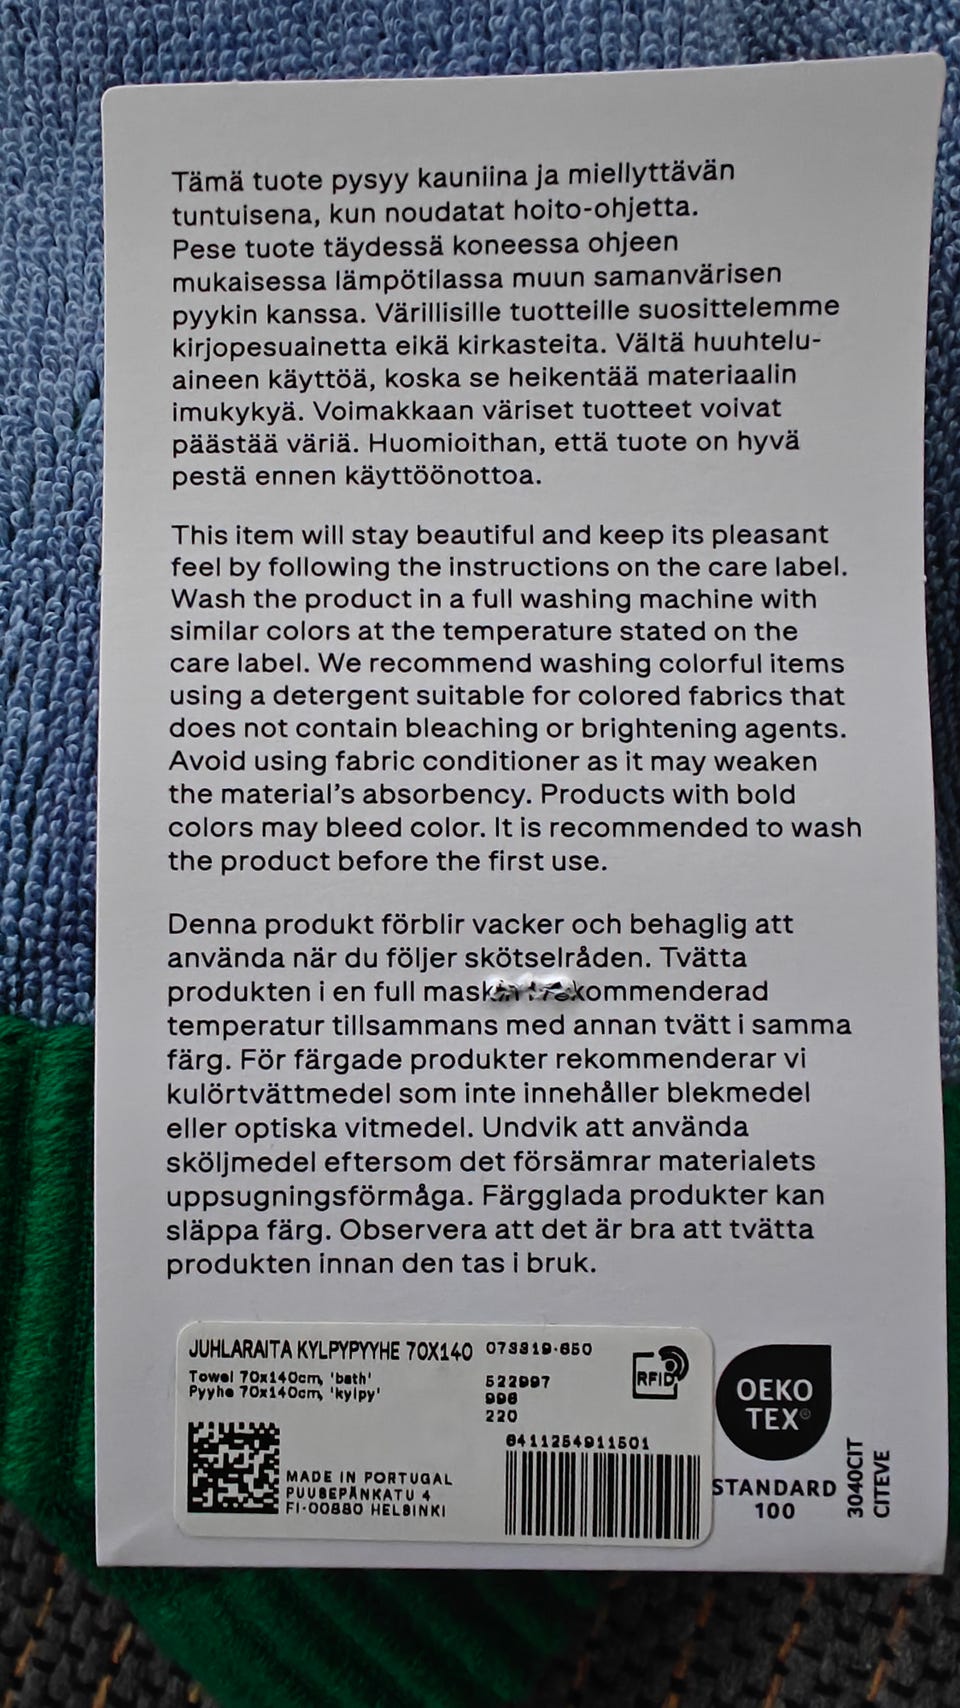 Tämä tuote pysyy kauniina ja miellyttävän
tuntuisena, kun noudatat hoito-ohjetta.
Pese tuote täydessä koneessa ohjeen
mukaisessa lämpötilassa muun samanvärisen
pyykin kanssa. Värillisille tuotteille suosittelemme
kirjopesuainetta eikä kirkasteita. Vältä huuhtelu-
aineen käyttöä, koska se heikentää materiaalin
imukykyä. Voimakkaan väriset tuotteet voivat
päästää väriä. Huomioithan, että tuote on hyvä
pestä ennen käyttöönottoa.
This item will stay beautiful and keep its pleasant
feel by following the instructions on the care label.
Wash the product in a full washing machine with
similar colors at the temperature stated on the
care label. We recommend washing colorful items
using a detergent suitable for colored fabrics that
does not contain bleaching or brightening agents.
Avoid using fabric conditioner as it may weaken
the material's absorbency. Products with bold
colors may bleed color. It is recommended to wash
the product before the first use.
Denna produkt förblir vacker och behaglig att
använda när du följer skötselråden. Tvätta
produkten i en full maskin i rekommenderad
temperatur tillsammans med annan tvätt i samma
färg. För färgade produkter rekommenderar vi
kulörtvättmedel som inte innehåller blekmedel
eller optiska vitmedel. Undvik att använda
sköljmedel eftersom det försämrar materialets
uppsugningsförmåga. Färgglada produkter kan
släppa färg. Observera att det är bra att tvätta
produkten innan den tas i bruk.
JUHLARAITA KYLPYPYYHE 70X140
Towel 70x140cm, 'bath'
Pyyhe 70x140cm, 'kylpy'
522997
220
RFID
MADE IN PORTUGAL
PUUSEPÄNKATU 4
FI-00880 HELSINKI
OEKO
TEX®
STANDARD
100
3040CIT
CITEVE